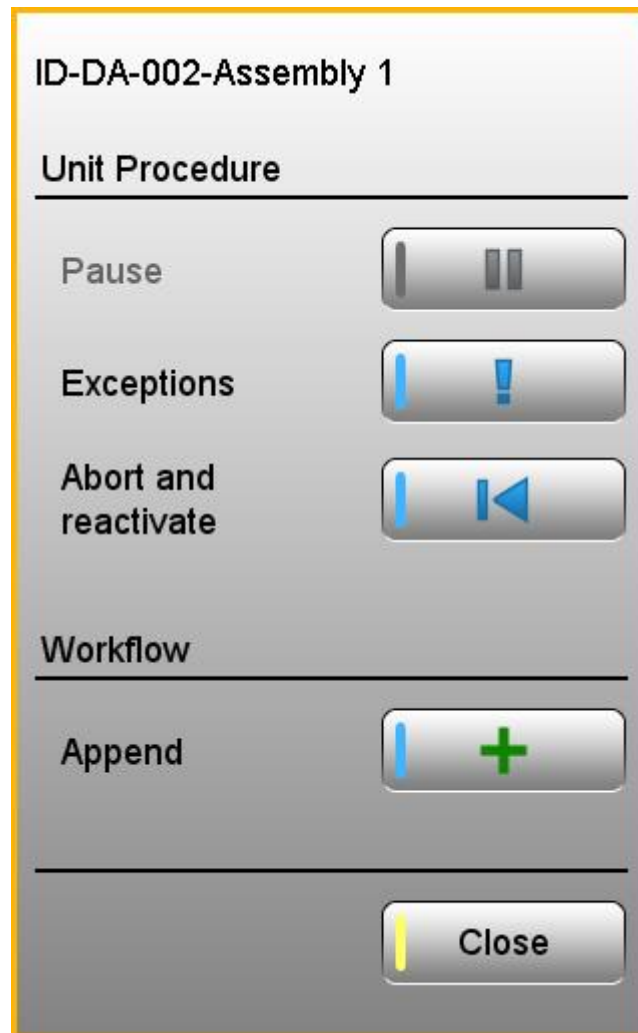 ID-DA-002-Assembly 1
Unit Procedure
Pause
Exceptions
Abort and
reactivate
Workflow
Append
Close